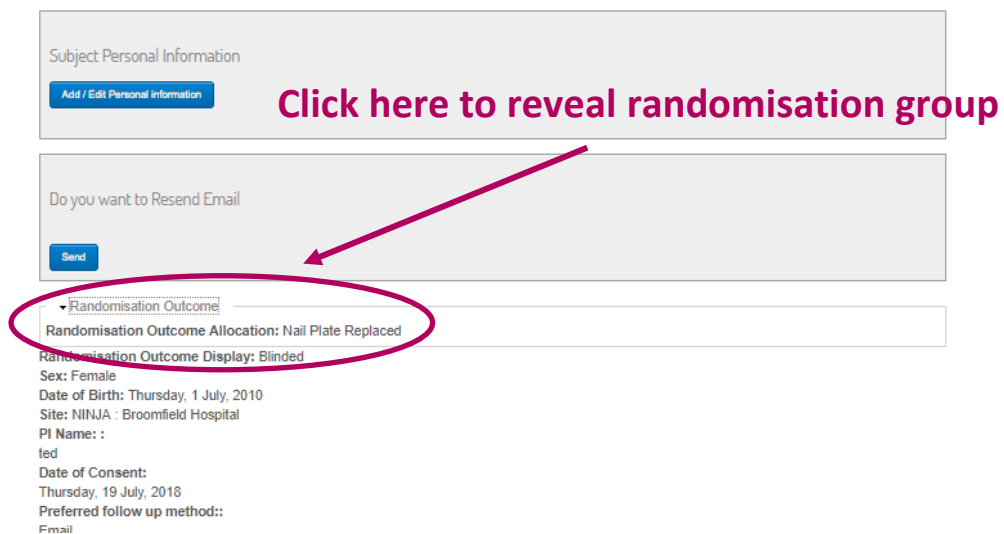 Subject Personal Information
Add / Edit Personal information
Click here to reveal randomisation group
Do you want to Resend Email
Send
Randomisation Outcome
Randomisation Outcome Allocation: Nail Plate Replaced
Randomisation Outcome Display: Blinded
Sex: Female
Date of Birth: Thursday, 1 July, 2010
Site: NINJA : Broomfield Hospital
PI Name: :
ted
Date of Consent:
Thursday, 19 July, 2018
Preferred follow up method::
Email